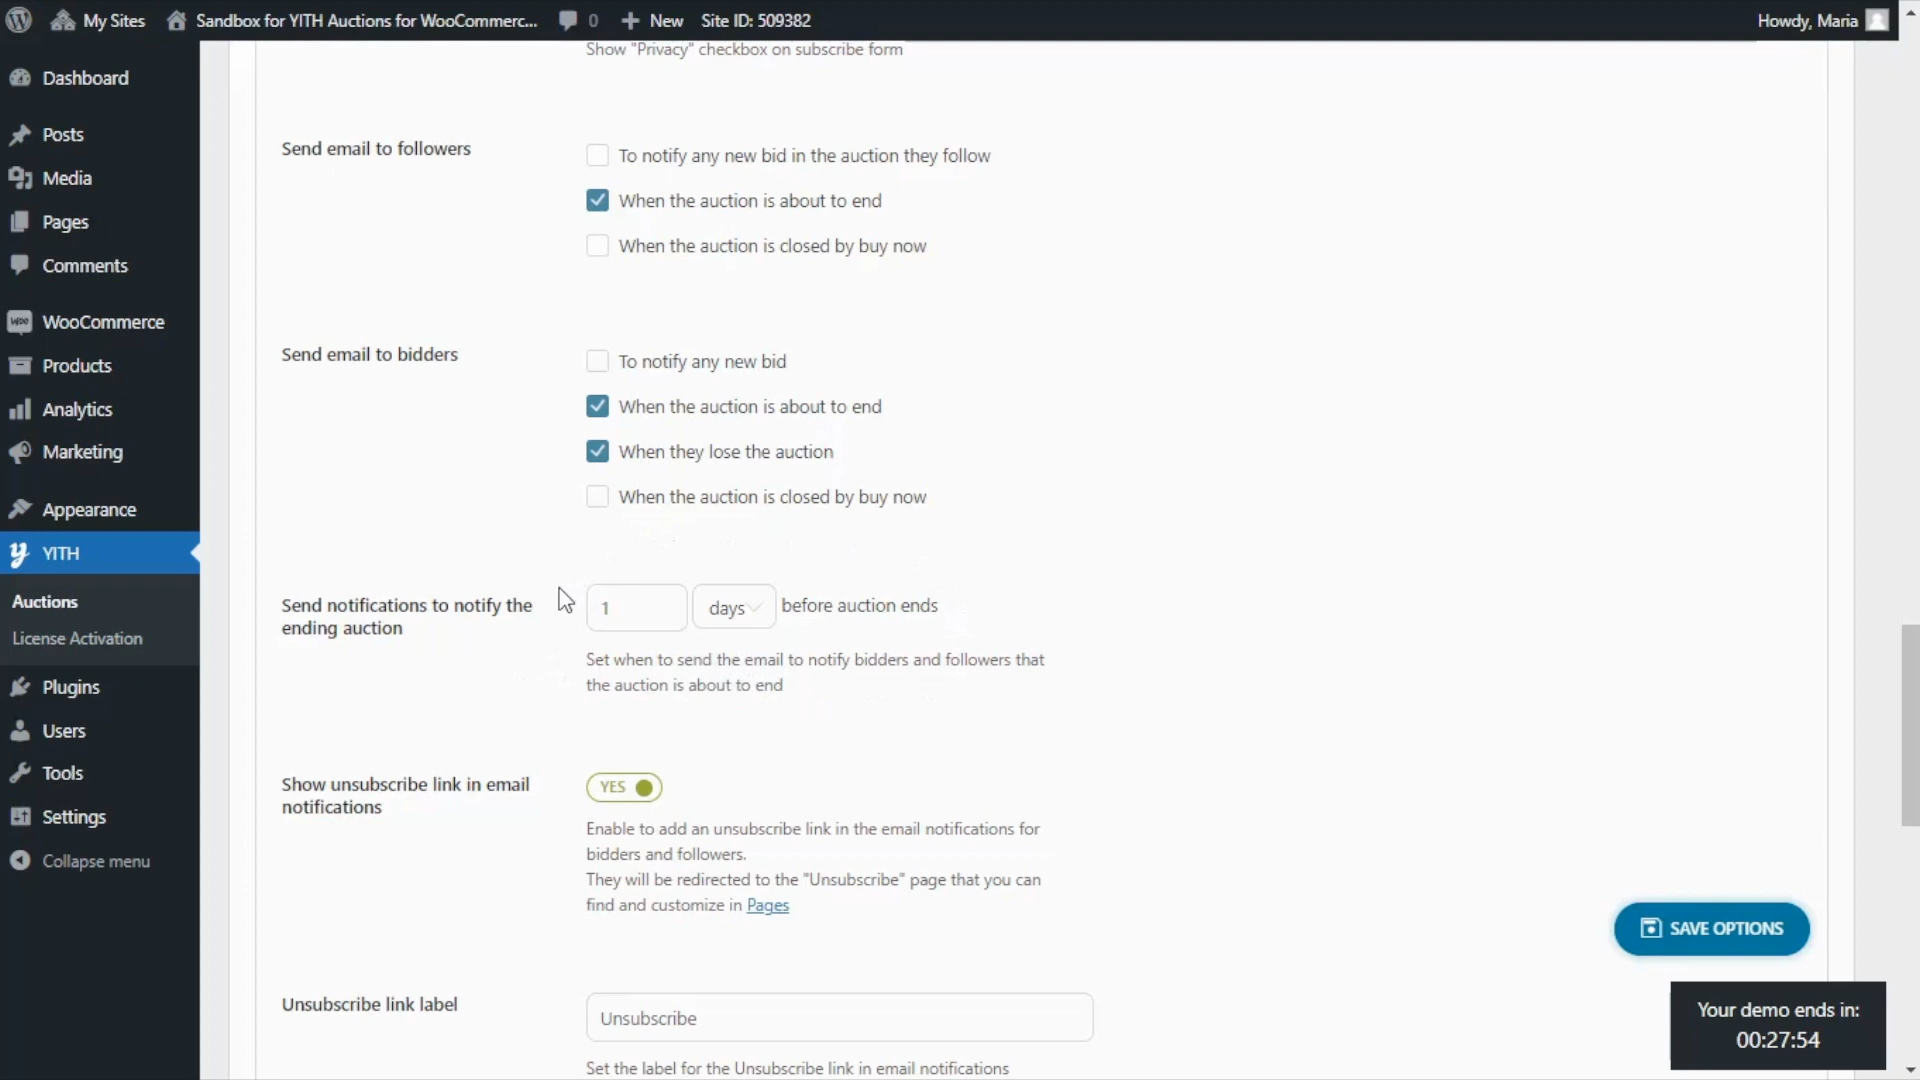 My Sites
Sandbox for YITH Auctions for WooCommerc...
0
New
Site ID: 509382
Howdy, Maria
Dashboard
Posts
Media
Pages
Comments
WooCommerce
Products
Analytics
Marketing
Appearance
YITH
Auctions
License Activation
Plugins
Users
Tools
Settings
Collapse menu
Show "Privacy" checkbox on subscribe form
Send email to followers
To notify any new bid in the auction they follow
When the auction is about to end
When the auction is closed by buy now
Send email to bidders
To notify any new bid
When the auction is about to end
When they lose the auction
When the auction is closed by buy now
Send notifications to notify the
ending auction
1 days before auction ends
Set when to send the email to notify bidders and followers that
the auction is about to end
Show unsubscribe link in email
notifications
YES
Enable to add an unsubscribe link in the email notifications for
bidders and followers.
They will be redirected to the "Unsubscribe" page that you can
find and customize in Pages
SAVE OPTIONS
Unsubscribe link label
Unsubscribe
Set the label for the Unsubscribe link in email notifications
Your demo ends in:
00:27:54